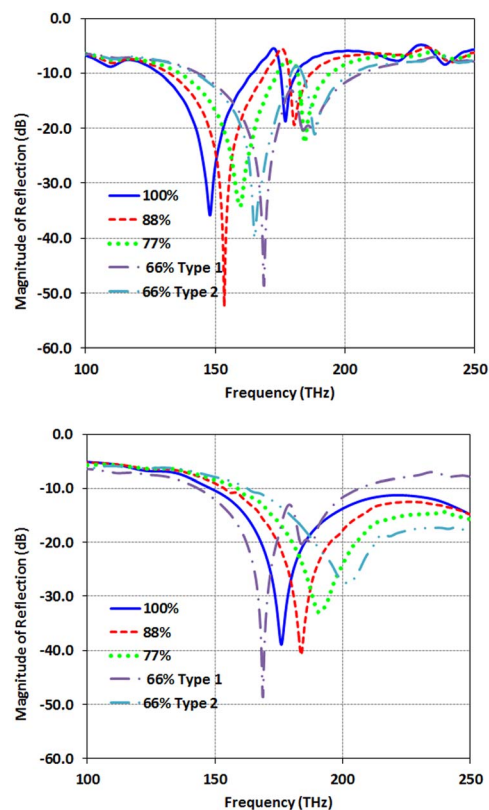 0.0
-10.0
-20.0
-30.0
-40.0
-50.0
-60.0
Magnitude of Reflection (dB)
100%
88%
77%
66% Type 1
66% Type 2
100 150 200 250
Frequency (THz)
0.0
-10.0
-20.0
-30.0
-40.0
-50.0
-60.0
Magnitude of Reflection (dB)
100%
88%
77%
66% Type 1
66% Type 2
100 150 200 250
Frequency (THz)